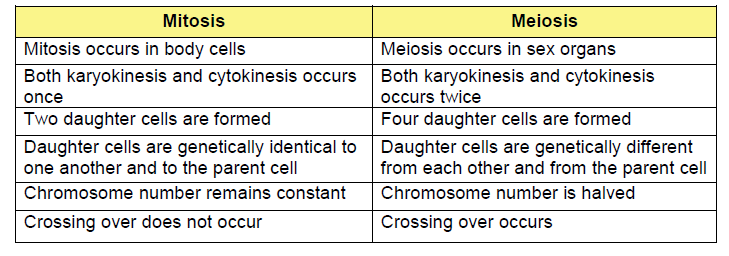 Mitosis Meiosis
Mitosis occurs in body cells Meiosis occurs in sex organs
Both karyokinesis and cytokinesis occurs Both karyokinesis and cytokinesis
once occurs twice
Two daughter cells are formed Four daughter cells are formed
Daughter cells are genetically identical to Daughter cells are genetically different
one another and to the parent cell from each other and from the parent cell
Chromosome number remains constant Chromosome number is halved
Crossing over does not occur Crossing over occurs